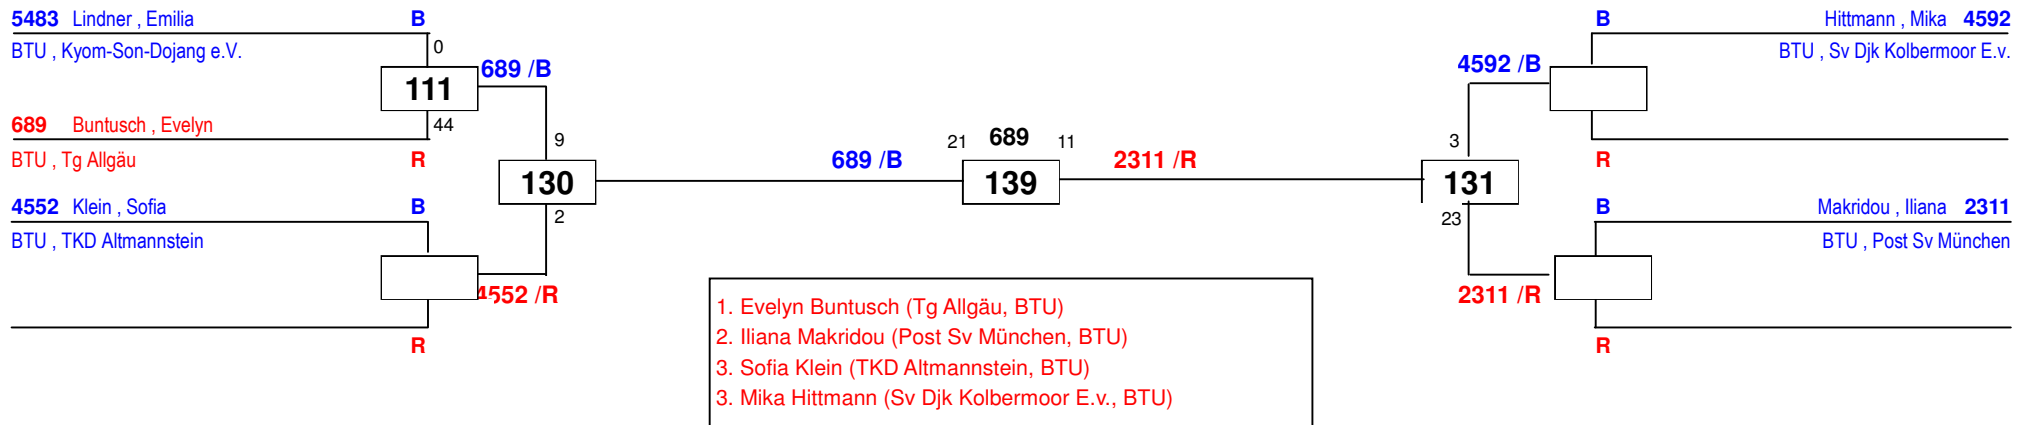 5483 Lindner , Emilia B
BTU , Kyom-Son-Dojang e.V.
0
111
689 /B
44
689 Buntusch , Evelyn
BTU , Tg Allgäu R
9
130
2
4552 Klein , Sofia B
BTU , TKD Altmannstein
4552 /R
R
689 /B
21 689 11
139
2311 /R
B Hittmann , Mika 4592
BTU , Sv Djk Kolbermoor E.v.
4592 /B
R
3
131
23
B Makridou , Iliana 2311
BTU , Post Sv München
2311 /R
R
1. Evelyn Buntusch (Tg Allgäu, BTU)
2. Iliana Makridou (Post Sv München, BTU)
3. Sofia Klein (TKD Altmannstein, BTU)
3. Mika Hittmann (Sv Djk Kolbermoor E.v., BTU)